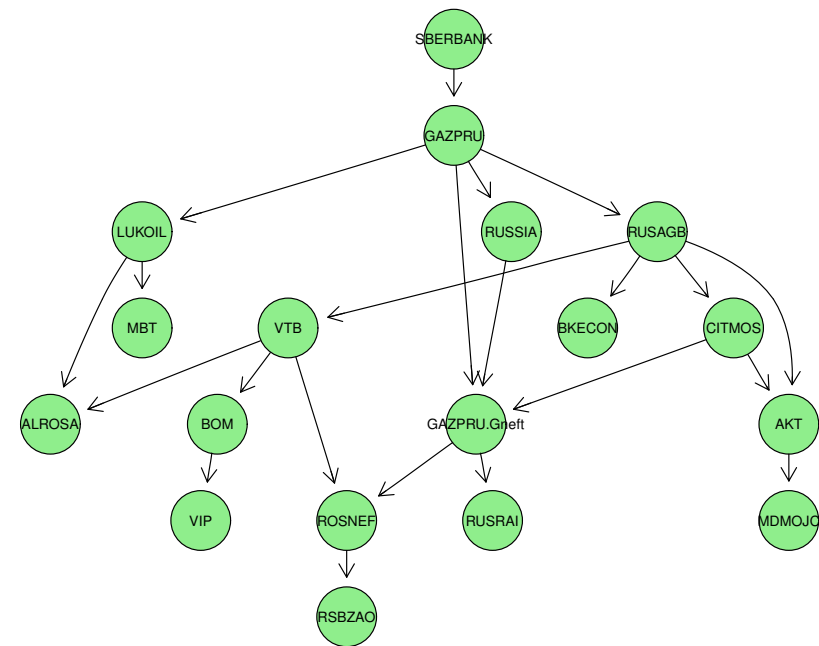 SBERBANK
GAZPRU
LUKOIL
RUSSIA
RUSAGB
MBT
VTB
BKECON
CITMOS
ALROSA
BOM
GAZPRU.Gneft
AKT
VIP
ROSNEF
RUSRAI
MDMOJC
RSBZAO